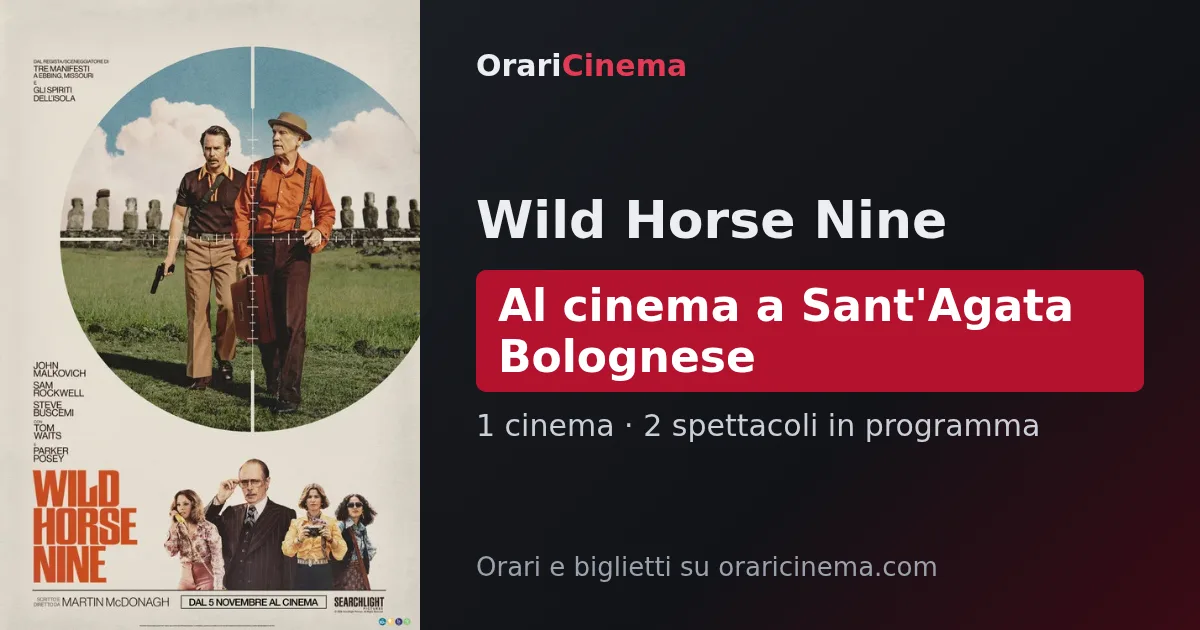 DAL REGISTA/SCENEGGIATORE DI
TRE MANIFESTI
A EBBING, MISSOURI
E
GLI SPIRITI
DELL'ISOLA
JOHN
MALKOVICH
SAM
ROCKWELL
STEVE
BUSCEMI
CON
TOM
WAITS
E
PARKER
POSEY
WILD
HORSE
NINE
SCRITTO E
DIRETTO DA MARTIN McDONAGH
DAL 5 NOVEMBRE AL CINEMA
SEARCHLIGHT
PICTURES
OrariCinema
Wild Horse Nine
Al cinema a Sant'Agata
Bolognese
1 cinema · 2 spettacoli in programma
Orari e biglietti su oraricinema.com